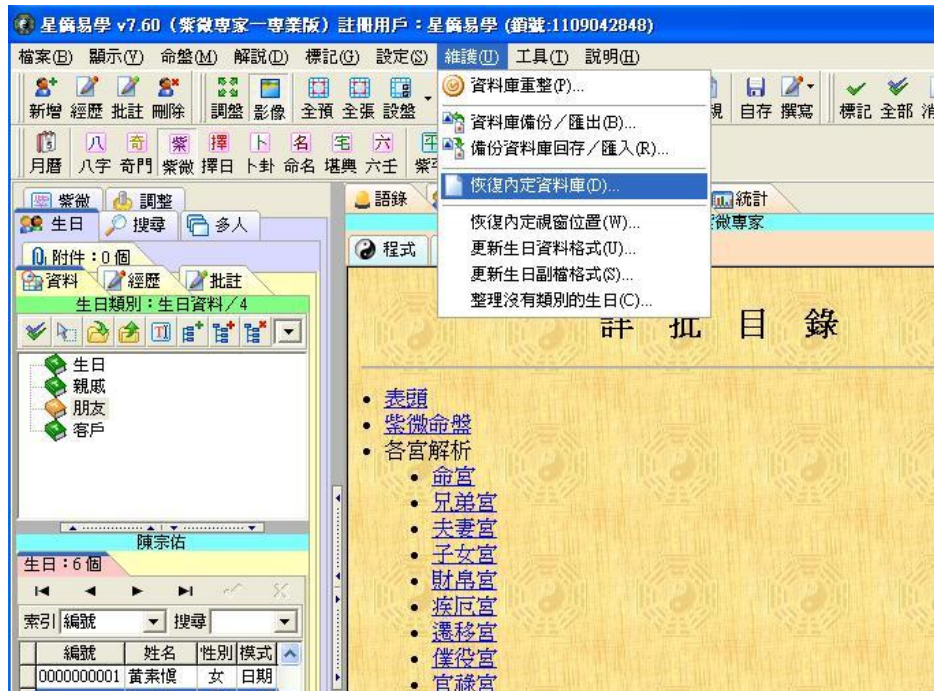 星僑易學 v7.60（紫微專家－專業版）註冊用戶：星僑易學 (鎖號:1109042848)
檔案(B) 顯示(Y) 命盤(M) 解說(D) 標記(G) 設定(S) 維護(U) 工具(T) 說明(H)
新增 經歷 批註 刪除 調盤 影像 全預 全張 設盤 規 自存 撰寫 標記 全部
資料庫重整(P)...
資料庫備份／匯出(B)...
備份資料庫回存／匯入(R)...
恢復內定資料庫(D)...
恢復內定視窗位置(W)...
更新生日資料格式(U)...
更新生日副檔格式(S)...
整理沒有類別的生日(C)...
八 奇 紫 擇 卜 名 宅 六
月曆 八字 奇門 紫微 擇日 卜卦 命名 堪輿 六壬
紫微 調整
生日 搜尋 多人
附件：0 個
資料 經歷 批註
生日類別：生日資料／4
生日
親戚
朋友
客戶
陳宗佑
生日：6 個
索引 編號 搜尋
編號 姓名 性別 模式
0000000001 黃素慎 女 日期
語錄 統計
微專家
程式
詳 批 目 錄
表頭
紫微命盤
各宮解析
命宮
兄弟宮
夫妻宮
子女宮
財帛宮
疾厄宮
遷移宮
僕役宮
官祿宮